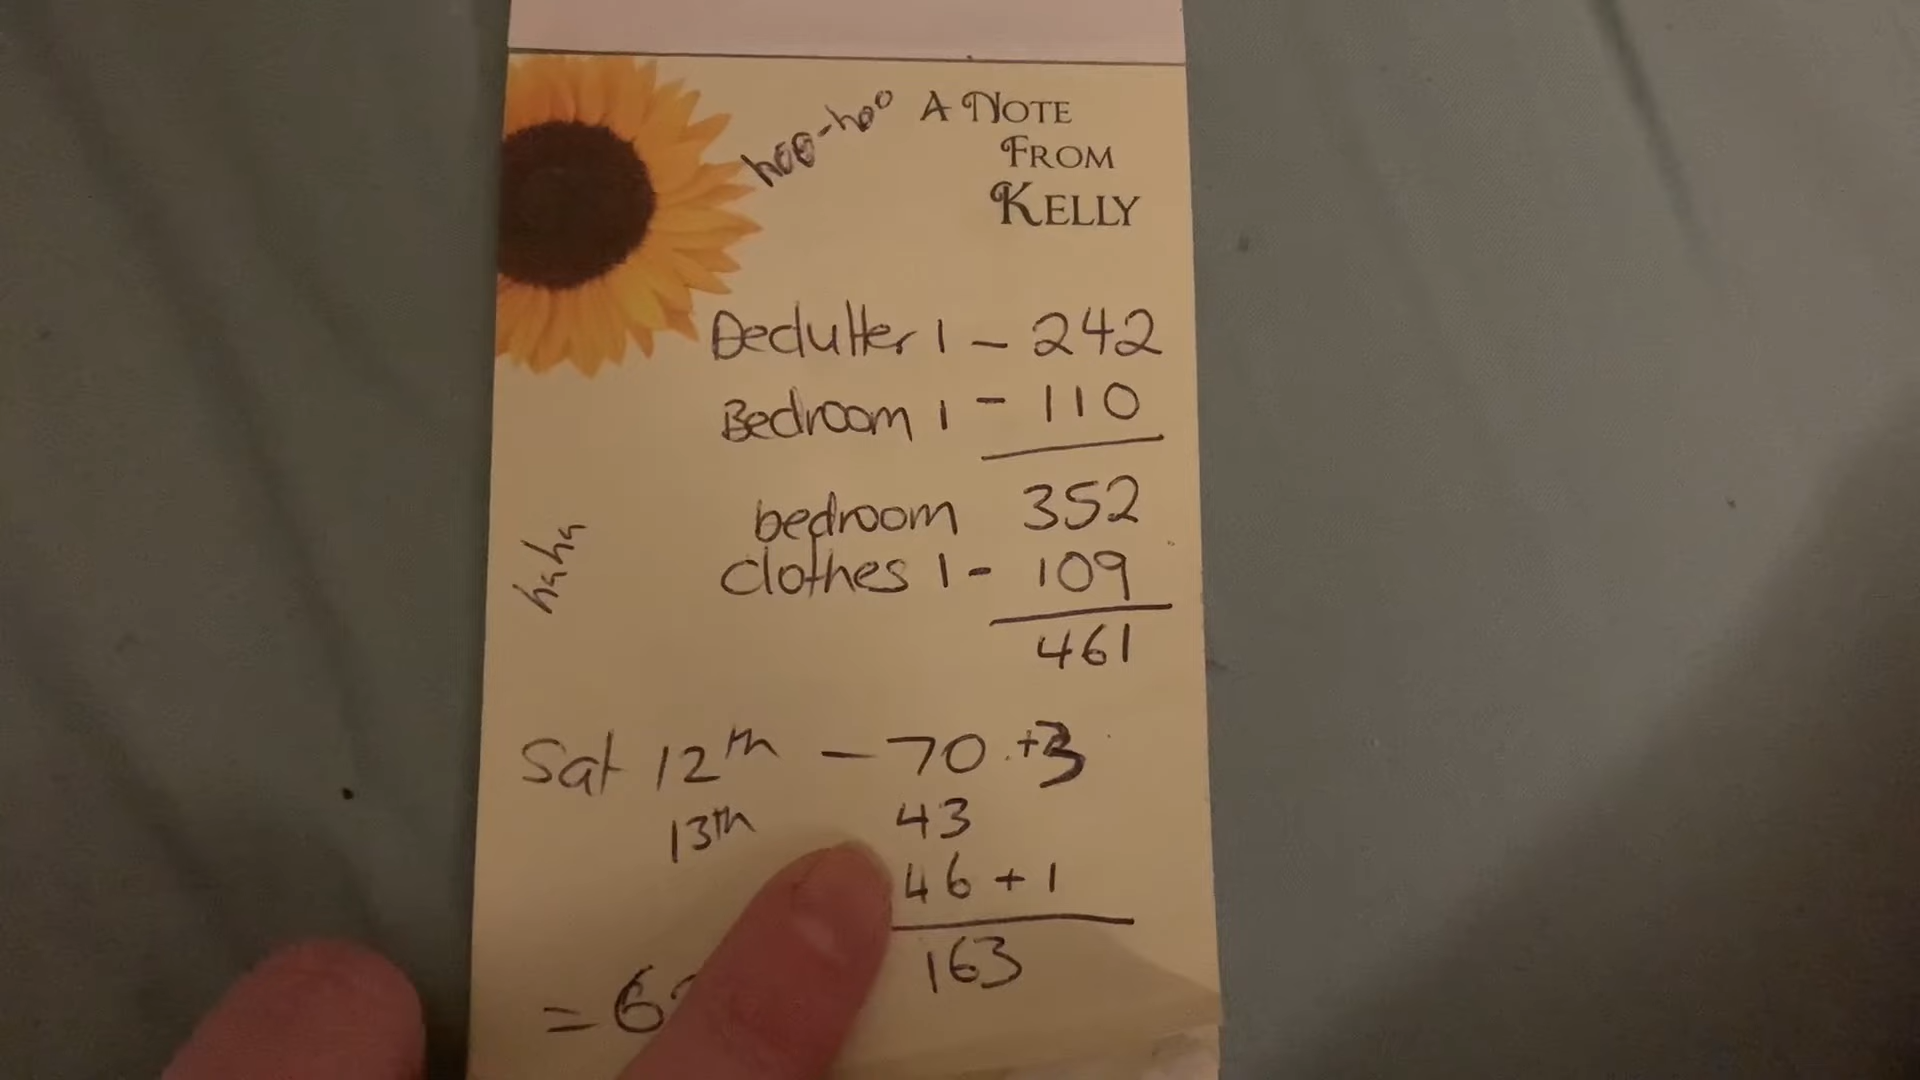 hoo-hoo
A NOTE
FROM
KELLY
Declutter 1 - 242
Bedroom 1 - 110
352
bedroom
clothes 1 - 109
461
haha
Sat 12th - 70 +3
13th 43
46 + 1
163